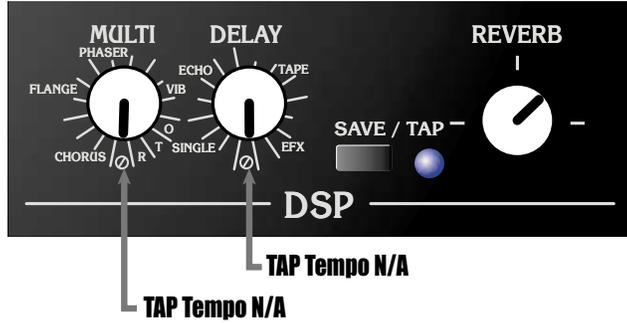 MULTI DELAY REVERB
PHASER
ECHO TAPE
FLANGE VIB
O
SAVE / TAP
T
CHORUS R SINGLE EFX
DSP
TAP Tempo N/A
TAP Tempo N/A